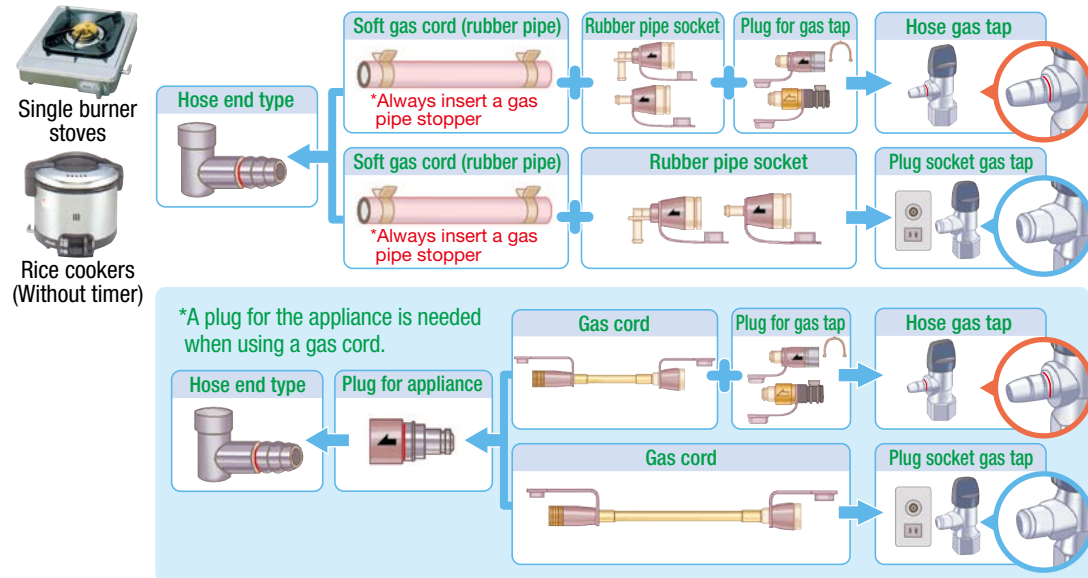 Single burner
stoves
Rice cookers
(Without timer)
Hose end type
Soft gas cord (rubber pipe)
*Always insert a gas
pipe stopper
Rubber pipe socket
Plug for gas tap
Hose gas tap
Soft gas cord (rubber pipe)
*Always insert a gas
pipe stopper
Rubber pipe socket
Plug socket gas tap
*A plug for the appliance is needed
when using a gas cord.
Hose end type
Plug for appliance
Gas cord
Plug for gas tap
Hose gas tap
Gas cord
Plug socket gas tap